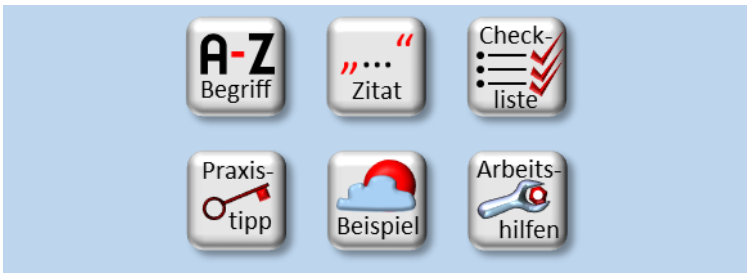 A-Z
Begriff
„...“
Zitat
Check-
liste
Praxis-
tipp
Beispiel
Arbeits-
hilfen